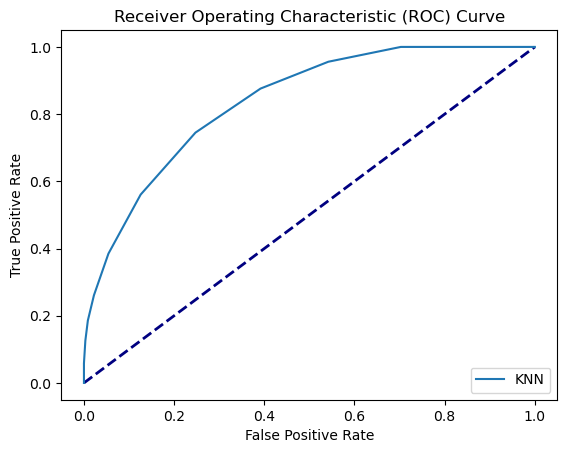 Receiver Operating Characteristic (ROC) Curve
1.0
0.8
0.6
0.4
0.2
0.0
True Positive Rate
0.0 0.2 0.4 0.6 0.8 1.0
False Positive Rate
KNN